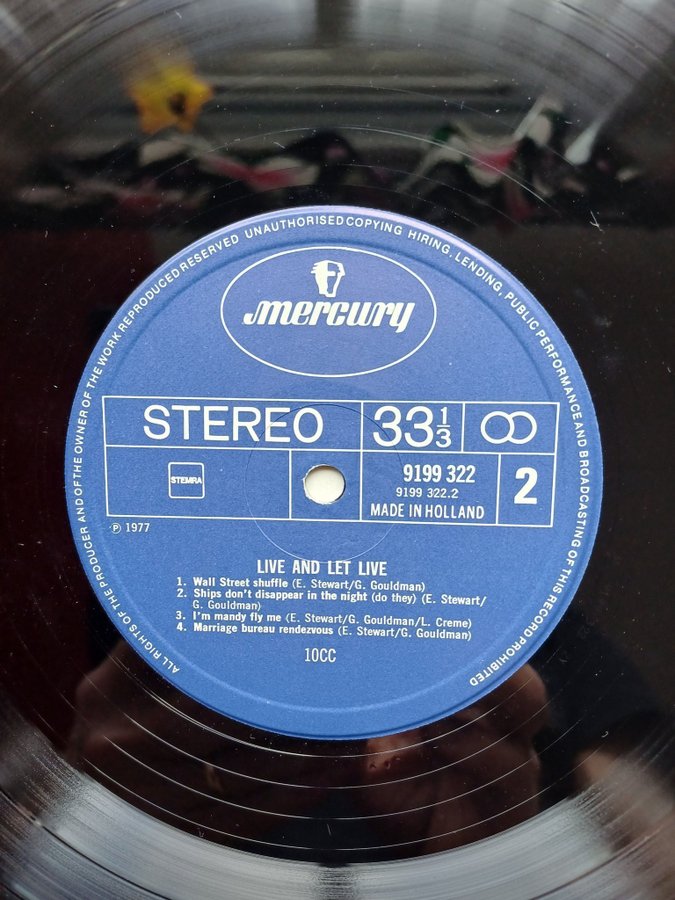 ALL RIGHTS OF THE PRODUCER AND OF THE OWNER OF THE WORK REPRODUCED RESERVED UNAUTHORISED COPYING HIRING, LENDING, PUBLIC PERFORMANCE AND BROADCASTING OF THIS RECORD PROHIBITED
mercury
STEREO 33 1/3
STEMRA
9199 322
9199 322.2
MADE IN HOLLAND
2
℗ 1977
LIVE AND LET LIVE
1. Wall Street shuffle (E. Stewart/G. Gouldman)
2. Ships don't disappear in the night (do they) (E. Stewart/
G. Gouldman)
3. I'm mandy fly me (E. Stewart/G. Gouldman/L. Creme)
4. Marriage bureau rendezvous (E. Stewart/G. Gouldman)
10CC